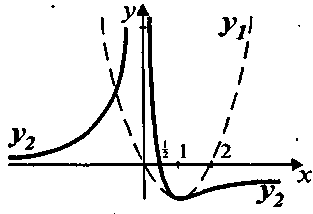 y y₁
y₂
½ 1 2
x
y₂